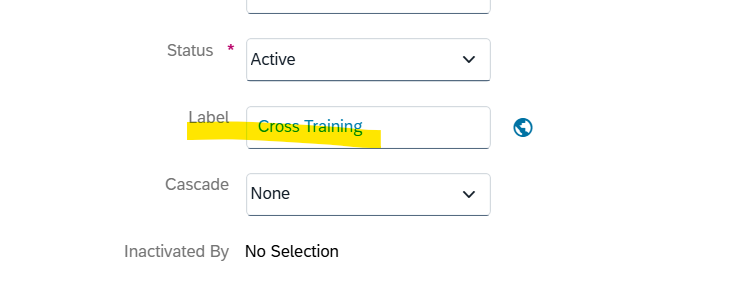 Status * Active
Label Cross Training
Cascade None
Inactivated By No Selection